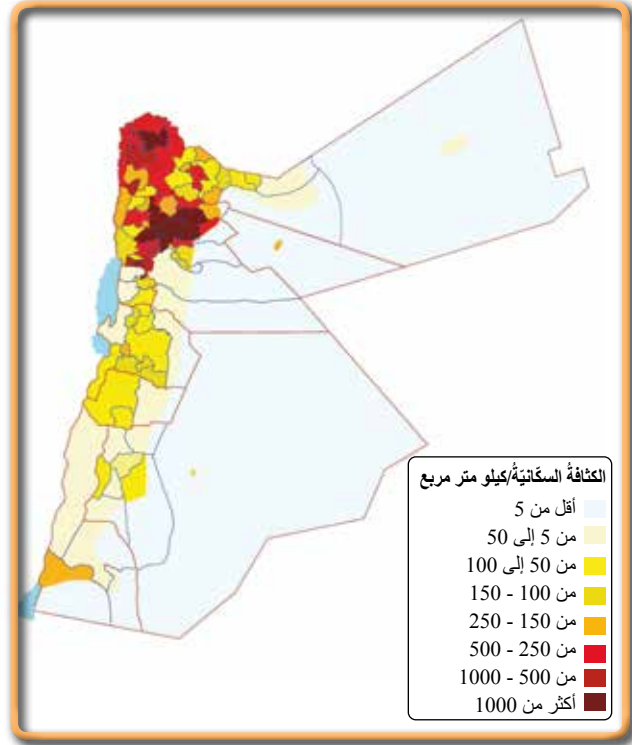 الكثافةُ السكّانيّةُ/كيلو متر مربع
أقل من 5
من 5 إلى 50
من 50 إلى 100
من 100 - 150
من 150 - 250
من 250 - 500
من 500 - 1000
أكثر من 1000